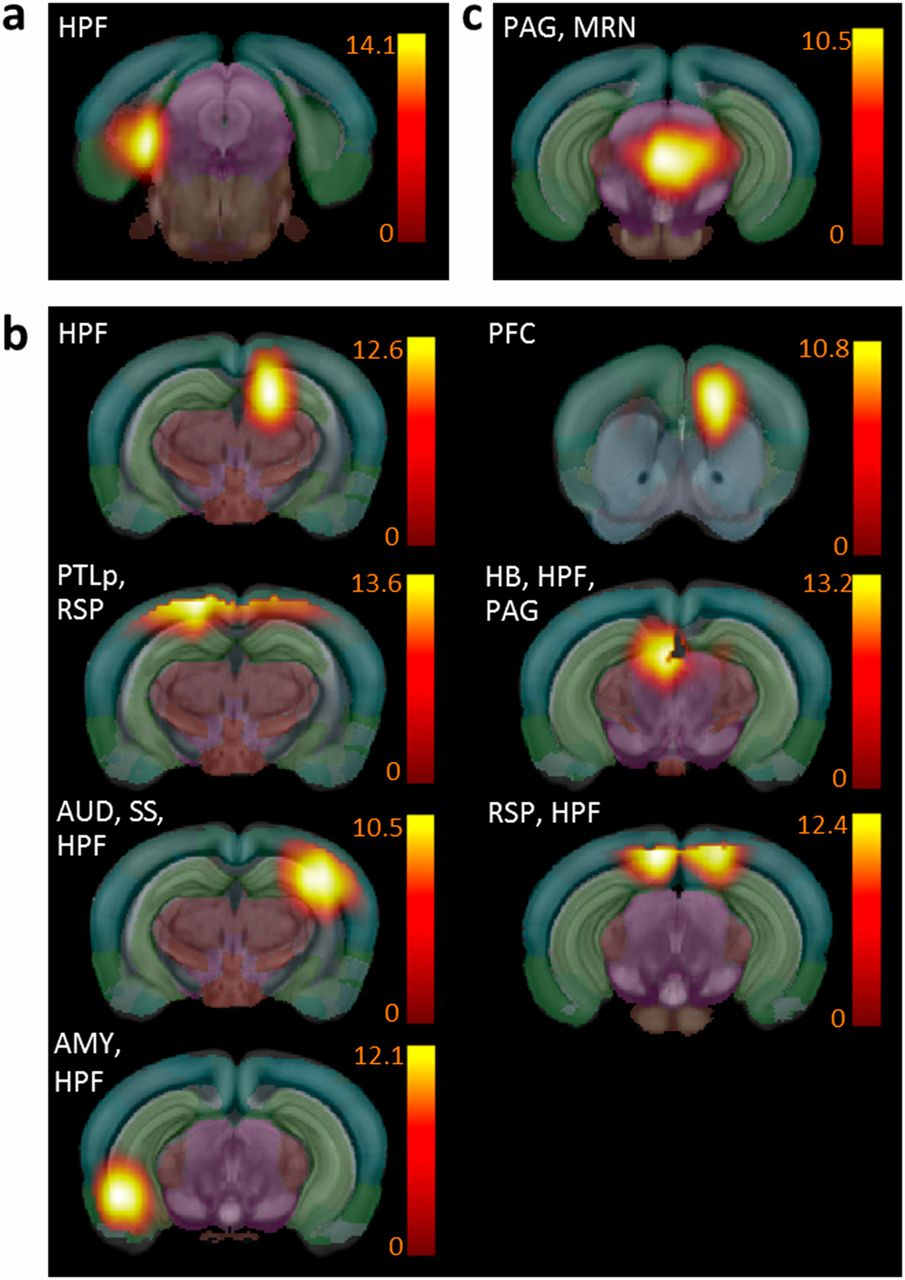 a
HPF
14.1
0
c
PAG, MRN
10.5
0
b
HPF
12.6
0
PFC
10.8
0
PTLp,
RSP
13.6
0
HB, HPF,
PAG
13.2
0
AUD, SS,
HPF
10.5
0
RSP, HPF
12.4
0
AMY,
HPF
12.1
0